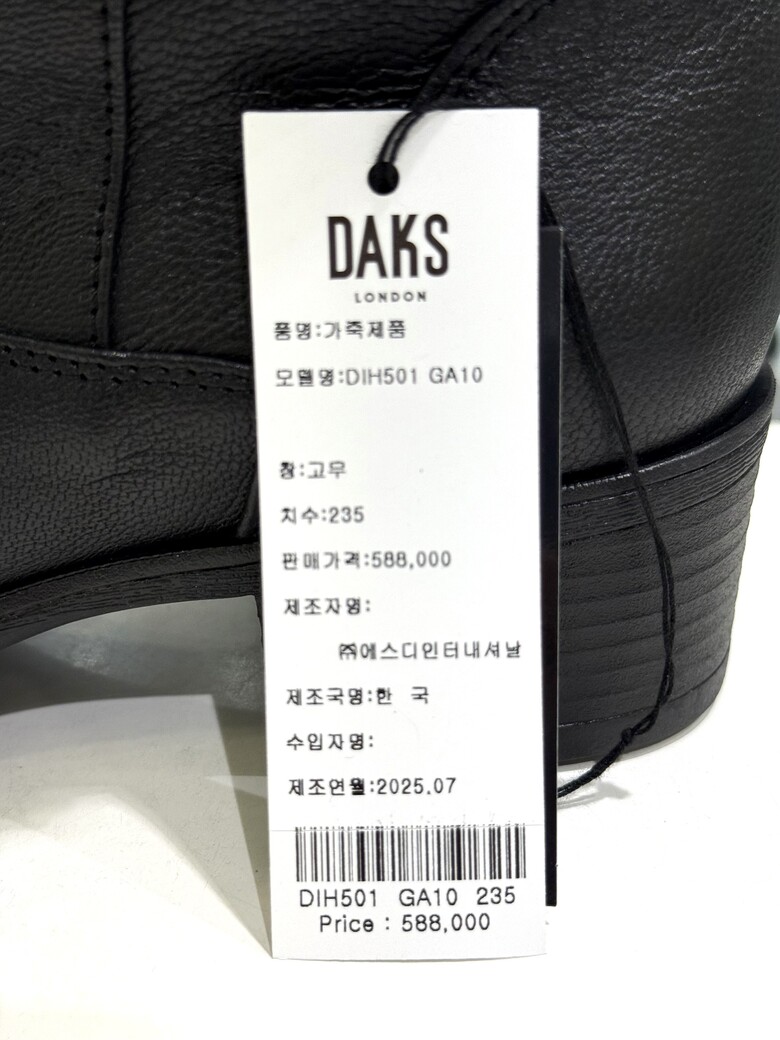 DAKS
LONDON
품명:가죽제품
모델명:DIH501 GA10
창:고무
치수:235
판매가격:588,000
제조자명:
㈜에스디인터내셔날
제조국명:한 국
수입자명:
제조연월:2025.07
DIH501 GA10 235
Price : 588,000